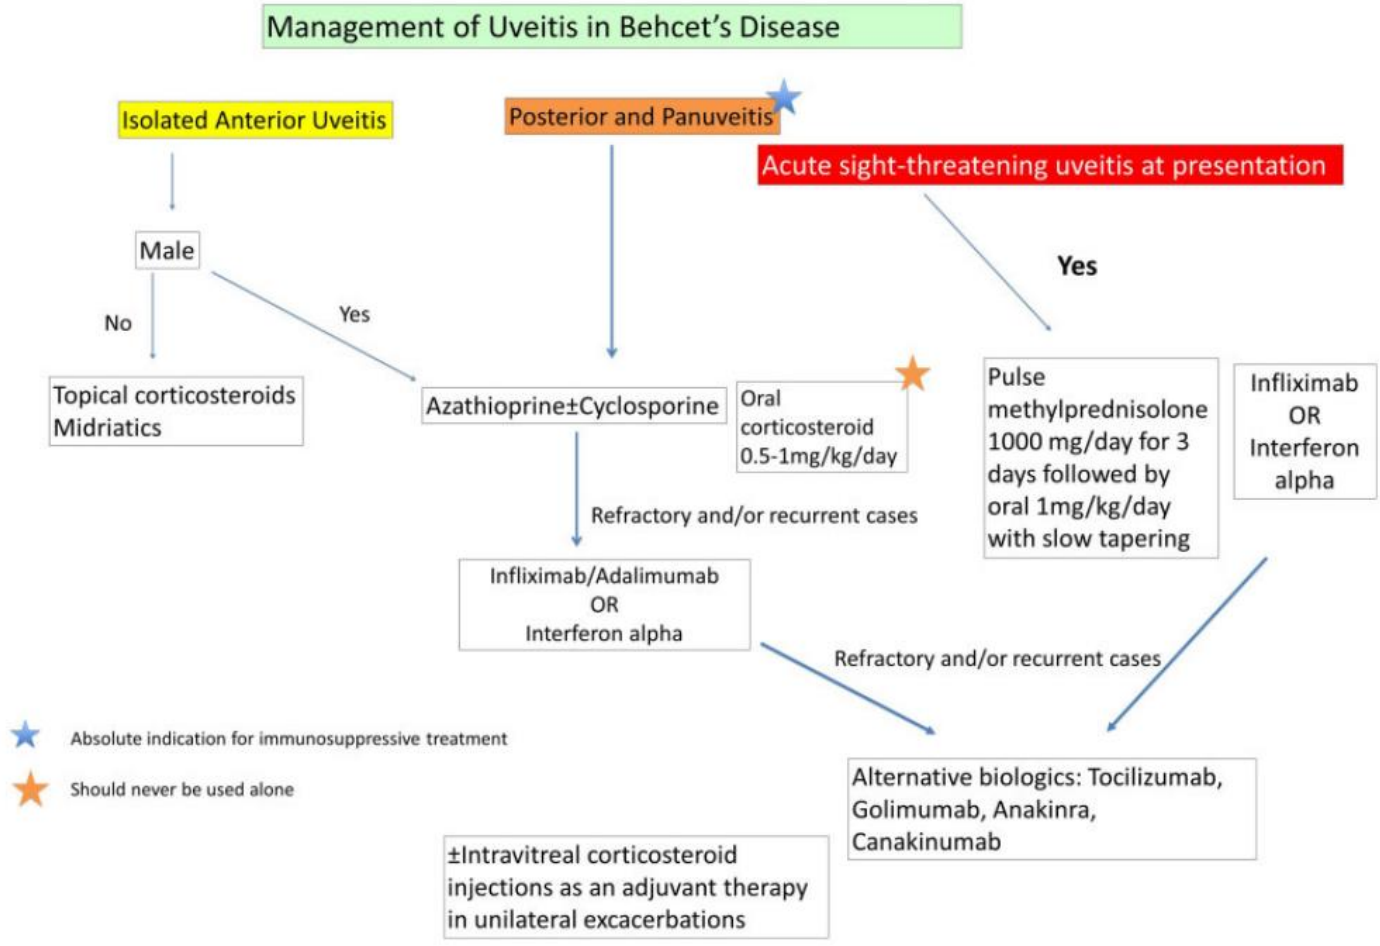 Management of Uveitis in Behcet’s Disease
Isolated Anterior Uveitis
Posterior and Panuveitis
Acute sight-threatening uveitis at presentation
Male
Yes
No
Yes
Topical corticosteroids
Midriatics
Azathioprine±Cyclosporine
Oral
corticosteroid
0.5-1mg/kg/day
Pulse
methylprednisolone
1000 mg/day for 3
days followed by
oral 1mg/kg/day
with slow tapering
Infliximab
OR
Interferon
alpha
Refractory and/or recurrent cases
Infliximab/Adalimumab
OR
Interferon alpha
Refractory and/or recurrent cases
Absolute indication for immunosuppressive treatment
Should never be used alone
Alternative biologics: Tocilizumab,
Golimumab, Anakinra,
Canakinumab
±Intravitreal corticosteroid
injections as an adjuvant therapy
in unilateral excacerbations